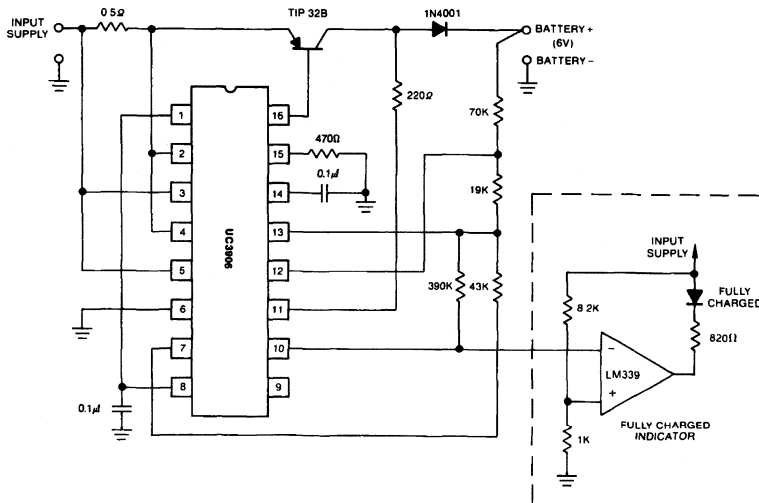 INPUT SUPPLY
0 5Ω
TIP 32B
1N4001
BATTERY +
(6V)
BATTERY-
220Ω
70K
1
16
470Ω
2
15
0.1μf
19K
3
14
UC3906
4
13
5
12
390K
43K
6
11
7
10
8
9
0.1μf
INPUT
SUPPLY
FULLY
CHARGED
8 2K
820Ω
-
LM339
+
1K
FULLY CHARGED
INDICATOR